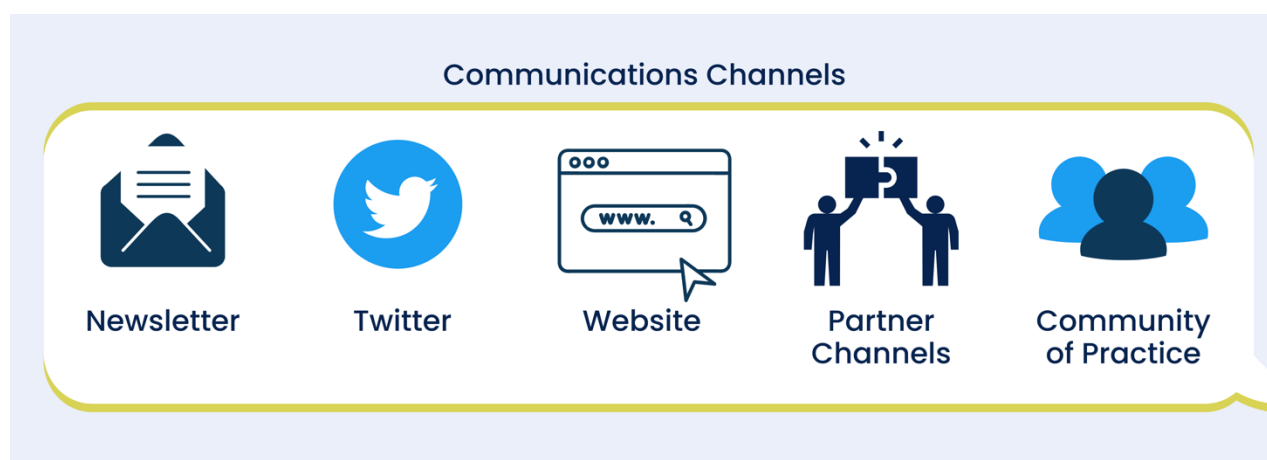 Communications Channels
www.
Newsletter
Twitter
Website
Partner
Channels
Community
of Practice